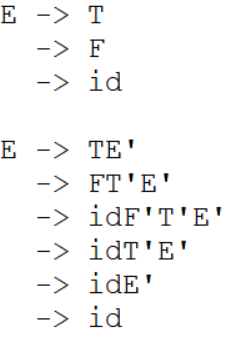 E -> T
-> F
-> id
E -> TE'
-> FT'E'
-> idF'T'E'
-> idT'E'
-> idE'
-> id